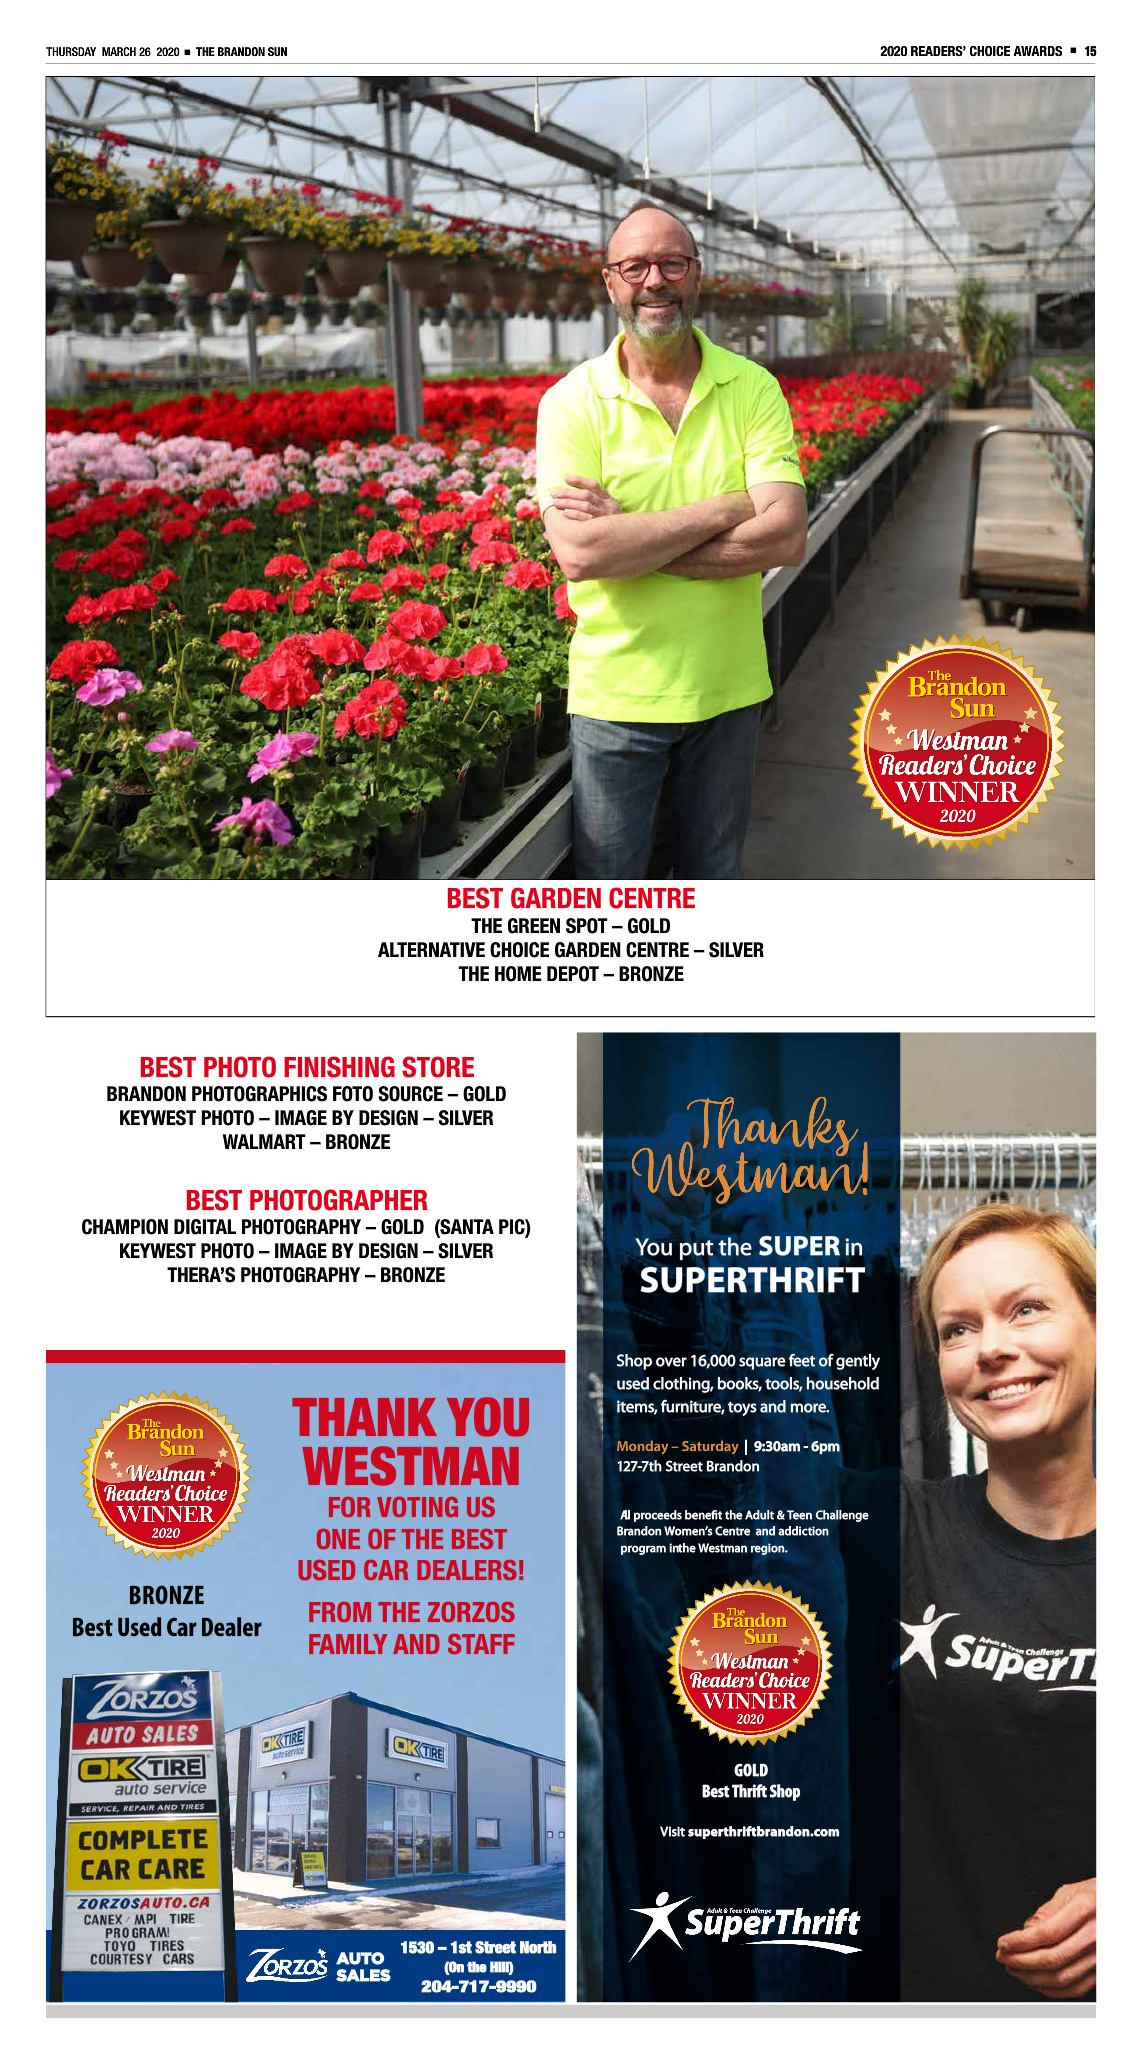 THURSDAY MARCH 26 2020 ■ THE BRANDON SUN
2020 READERS' CHOICE AWARDS ■ 15
The
Brandon
Sun
Westman
Readers' Choice
WINNER
2020
BEST GARDEN CENTRE
THE GREEN SPOT – GOLD
ALTERNATIVE CHOICE GARDEN CENTRE – SILVER
THE HOME DEPOT – BRONZE
BEST PHOTO FINISHING STORE
BRANDON PHOTOGRAPHICS FOTO SOURCE – GOLD
KEYWEST PHOTO – IMAGE BY DESIGN – SILVER
WALMART – BRONZE
BEST PHOTOGRAPHER
CHAMPION DIGITAL PHOTOGRAPHY – GOLD (SANTA PIC)
KEYWEST PHOTO – IMAGE BY DESIGN – SILVER
THERA'S PHOTOGRAPHY – BRONZE
The
Brandon
Sun
Westman
Readers' Choice
WINNER
2020
BRONZE
Best Used Car Dealer
THANK YOU
WESTMAN
FOR VOTING US
ONE OF THE BEST
USED CAR DEALERS!
FROM THE ZORZOS
FAMILY AND STAFF
ZORZOS
AUTO SALES
OK TIRE
auto service
SERVICE, REPAIR AND TIRES
COMPLETE
CAR CARE
ZORZOSAUTO.CA
CANEX / MPI TIRE
PROGRAM!
TOYO TIRES
COURTESY CARS
OK TIRE
auto service
OK TIRE
ZORZOS AUTO
SALES
1530 – 1st Street North
(On the Hill)
204-717-9990
Thanks
Westman!
You put the SUPER in
SUPERTHRIFT
Shop over 16,000 square feet of gently
used clothing, books, tools, household
items, furniture, toys and more.
Monday – Saturday | 9:30am - 6pm
127-7th Street Brandon
All proceeds benefit the Adult & Teen Challenge
Brandon Women's Centre and addiction
program inthe Westman region.
The
Brandon
Sun
Westman
Readers' Choice
WINNER
2020
GOLD
Best Thrift Shop
Visit superthriftbrandon.com
Adult & Teen Challenge
SuperThrift
Adult & Teen Challenge
SuperT